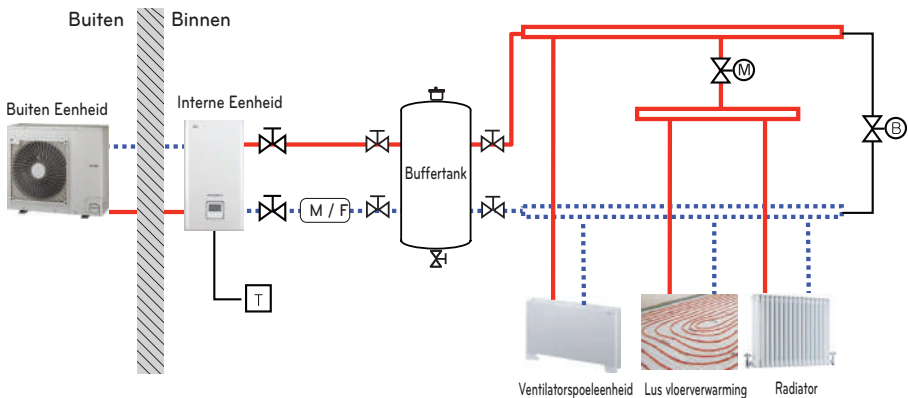 Buiten
Binnen
Buiten Eenheid
Interne Eenheid
M
B
Buffertank
M / F
T
Ventilatorspoeleenheid
Lus vloerverwarming
Radiator